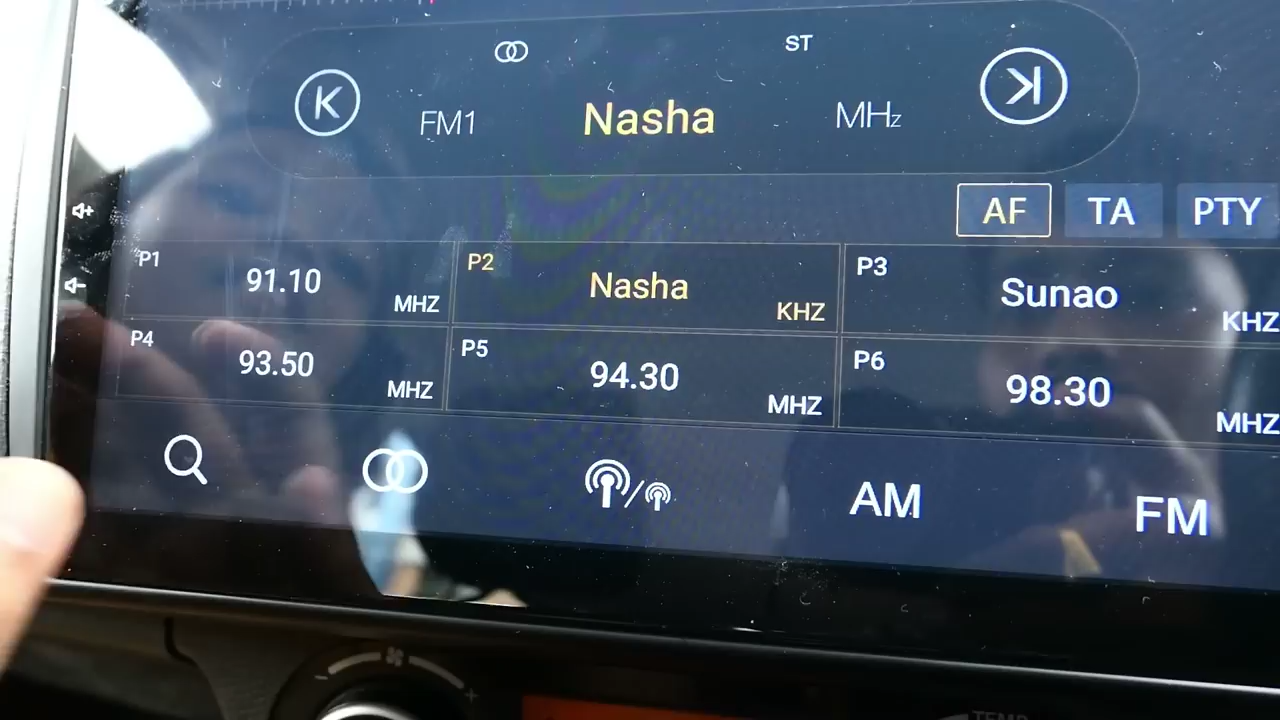 ST
K FM1 Nasha MHz K
AF TA PTY
P1 91.10 MHZ
P2 Nasha KHZ
P3 Sunao KHZ
P4 93.50 MHZ
P5 94.30 MHZ
P6 98.30 MHZ
AM FM
TEMP